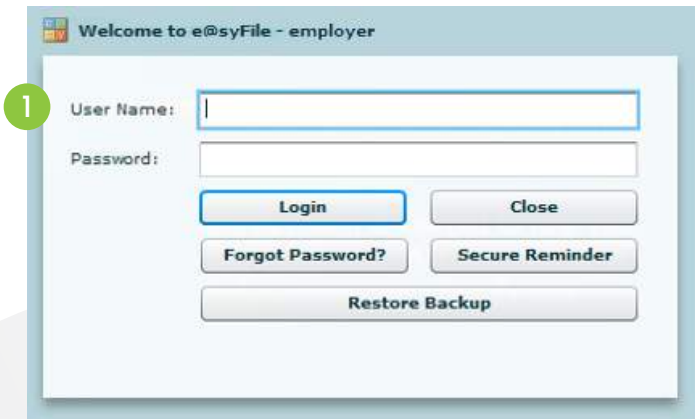 Welcome to e@syFile - employer
1 User Name:
Password:
Login Close
Forgot Password? Secure Reminder
Restore Backup